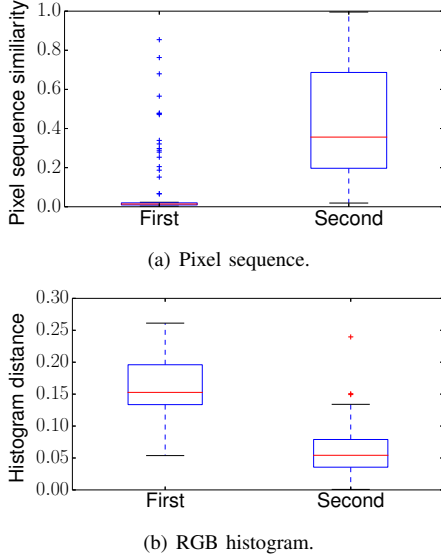 Pixel sequence similiarity
1.0
0.8
0.6
0.4
0.2
0.0
First Second
(a) Pixel sequence.
Histogram distance
0.30
0.25
0.20
0.15
0.10
0.05
0.00
First Second
(b) RGB histogram.